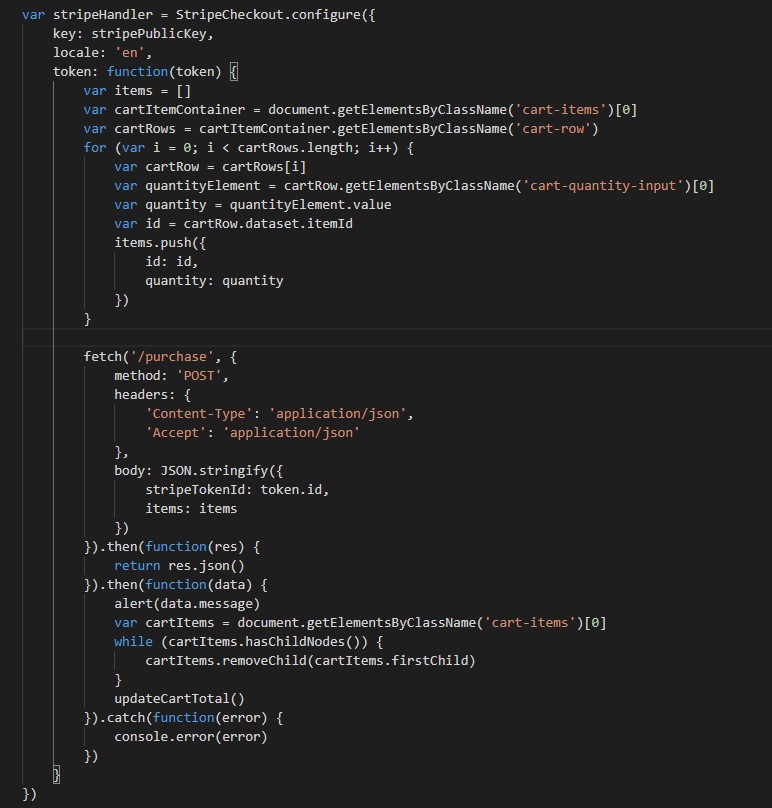 var stripeHandler = StripeCheckout.configure({
    key: stripePublicKey,
    locale: 'en',
    token: function(token) {
        var items = []
        var cartItemContainer = document.getElementsByClassName('cart-items')[0]
        var cartRows = cartItemContainer.getElementsByClassName('cart-row')
        for (var i = 0; i < cartRows.length; i++) {
            var cartRow = cartRows[i]
            var quantityElement = cartRow.getElementsByClassName('cart-quantity-input')[0]
            var quantity = quantityElement.value
            var id = cartRow.dataset.itemId
            items.push({
                id: id,
                quantity: quantity
            })
        }

        fetch('/purchase', {
            method: 'POST',
            headers: {
                'Content-Type': 'application/json',
                'Accept': 'application/json'
            },
            body: JSON.stringify({
                stripeTokenId: token.id,
                items: items
            })
        }).then(function(res) {
            return res.json()
        }).then(function(data) {
            alert(data.message)
            var cartItems = document.getElementsByClassName('cart-items')[0]
            while (cartItems.hasChildNodes()) {
                cartItems.removeChild(cartItems.firstChild)
            }
            updateCartTotal()
        }).catch(function(error) {
            console.error(error)
        })
    }
})